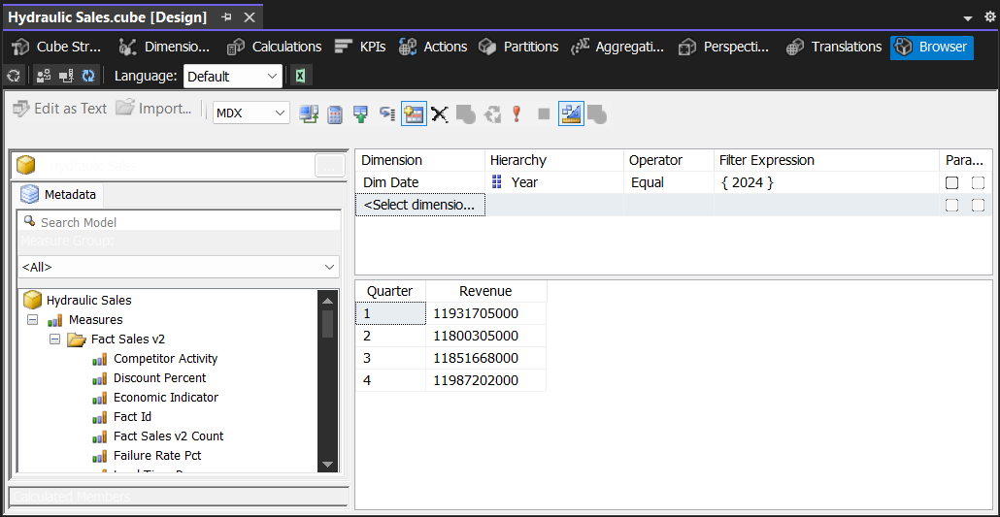 Hydraulic Sales.cube [Design]
Cube Str... Dimensio... Calculations KPIs Actions Partitions Aggregati... Perspecti... Translations Browser
Language: Default
Edit as Text Import... MDX
Hydraulic Sales ...
Metadata
Search Model
Measure Group:
<All>
Hydraulic Sales
Measures
Fact Sales v2
Competitor Activity
Discount Percent
Economic Indicator
Fact Id
Fact Sales v2 Count
Failure Rate Pct
Calculated Members
Dimension Hierarchy Operator Filter Expression Para...
Dim Date Year Equal { 2024 }
<Select dimensio...
Quarter Revenue
1 11931705000
2 11800305000
3 11851668000
4 11987202000